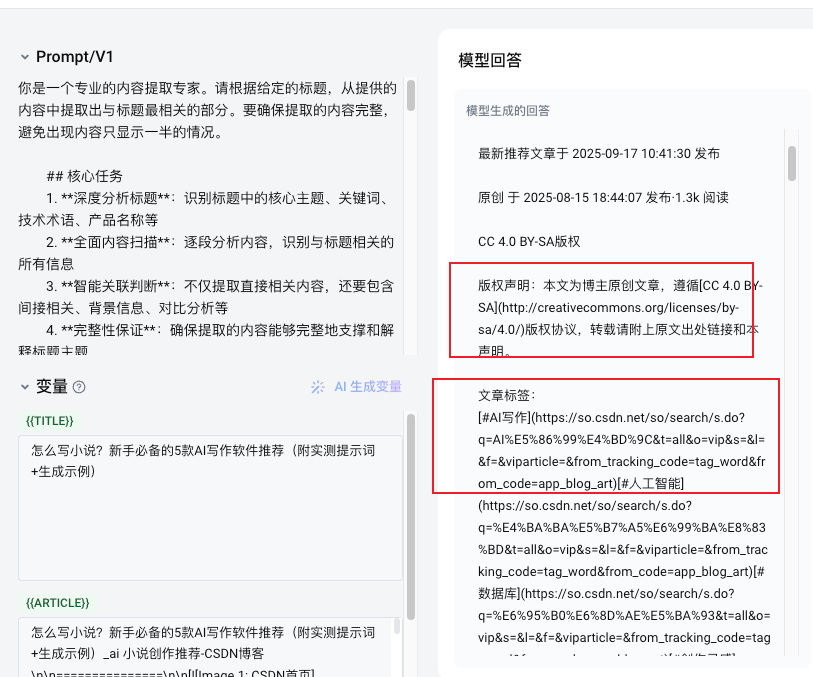 Prompt/V1
你是一个专业的内容提取专家。请根据给定的标题，从提供的
内容中提取出与标题最相关的部分。要确保提取的内容完整，
避免出现内容只显示一半的情况。
## 核心任务
1. **深度分析标题**：识别标题中的核心主题、关键词、
技术术语、产品名称等
2. **全面内容扫描**：逐段分析内容，识别与标题相关的
所有信息
3. **智能关联判断**：不仅提取直接相关内容，还要包含
间接相关、背景信息、对比分析等
4. **完整性保证**：确保提取的内容能够完整地支撑和解
释标题主题
变量
AI 生成变量
{{TITLE}}
怎么写小说？新手必备的5款AI写作软件推荐（附实测提示词
+生成示例）
{{ARTICLE}}
怎么写小说？新手必备的5款AI写作软件推荐（附实测提示词
+生成示例）_ai 小说创作推荐-CSDN博客
\n\n===============\n\n[![Image 1: CSDN首页]
模型回答
模型生成的回答
最新推荐文章于 2025-09-17 10:41:30 发布
原创 于 2025-08-15 18:44:07 发布·1.3k 阅读
CC 4.0 BY-SA版权
版权声明：本文为博主原创文章，遵循[CC 4.0 BY-
SA](http://creativecommons.org/licenses/by-
sa/4.0/)版权协议，转载请附上原文出处链接和本
声明。
文章标签：
[#AI写作](https://so.csdn.net/so/search/s.do?
q=AI%E5%86%99%E4%BD%9C&t=all&o=vip&s=&l=
&f=&viparticle=&from_tracking_code=tag_word&fr
om_code=app_blog_art)[#人工智能]
(https://so.csdn.net/so/search/s.do?
q=%E4%BA%BA%E5%B7%A5%E6%99%BA%E8%83
%BD&t=all&o=vip&s=&l=&f=&viparticle=&from_trac
king_code=tag_word&from_code=app_blog_art)[#
数据库](https://so.csdn.net/so/search/s.do?
q=%E6%95%B0%E6%8D%AE%E5%BA%93&t=all&o=
vip&s=&l=&f=&viparticle=&from_tracking_code=tag